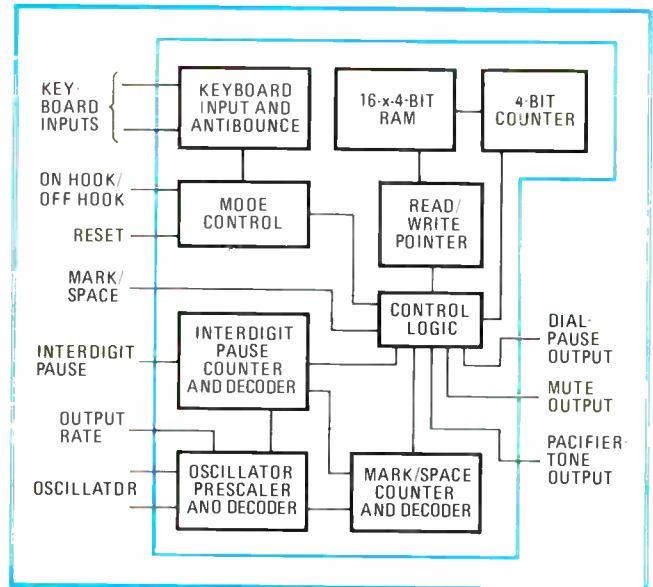 KEY-
BOARD
INPUTS
ON HOOK/
OFF HOOK
RESET
MARK/
SPACE
INTERDIGIT
PAUSE
OUTPUT
RATE
OSCILLATOR
KEYBOARD
INPUT AND
ANTIBOUNCE
MODE
CONTROL
INTERDIGIT
PAUSE
COUNTER
AND DECODER
OSCILLATOR
PRESCALER
AND DECODER
16-x-4-BIT
RAM
4-BIT
COUNTER
READ/
WRITE
POINTER
CONTROL
LOGIC
MARK/SPACE
COUNTER
AND DECODER
DIAL-
PAUSE
OUTPUT
MUTE
OUTPUT
PACIFIER-
TONE
OUTPUT